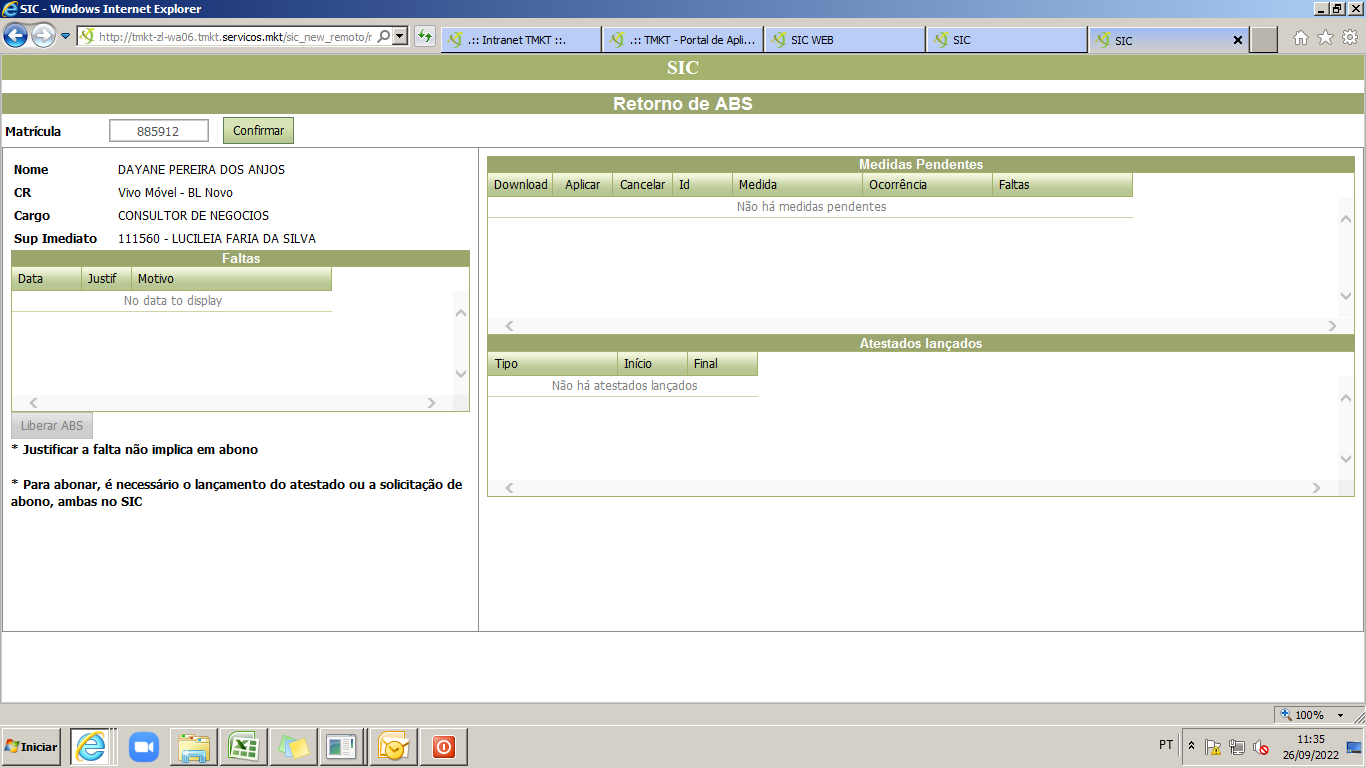 SIC - Windows Internet Explorer
http://tmkt-zl-wa06.tmkt.servicos.mkt/sic_new_remoto/r
.:: Intranet TMKT ::.
.:: TMKT - Portal de Apli...
SIC WEB
SIC
SIC
SIC
Retorno de ABS
Matrícula 885912 Confirmar
Nome DAYANE PEREIRA DOS ANJOS
CR Vivo Móvel - BL Novo
Cargo CONSULTOR DE NEGOCIOS
Sup Imediato 111560 - LUCILEIA FARIA DA SILVA
Faltas
Data Justif Motivo
No data to display
Liberar ABS
* Justificar a falta não implica em abono
* Para abonar, é necessário o lançamento do atestado ou a solicitação de
abono, ambas no SIC
Medidas Pendentes
Download Aplicar Cancelar Id Medida Ocorrência Faltas
Não há medidas pendentes
Atestados lançados
Tipo Início Final
Não há atestados lançados
100%
Iniciar
PT
11:35
26/09/2022